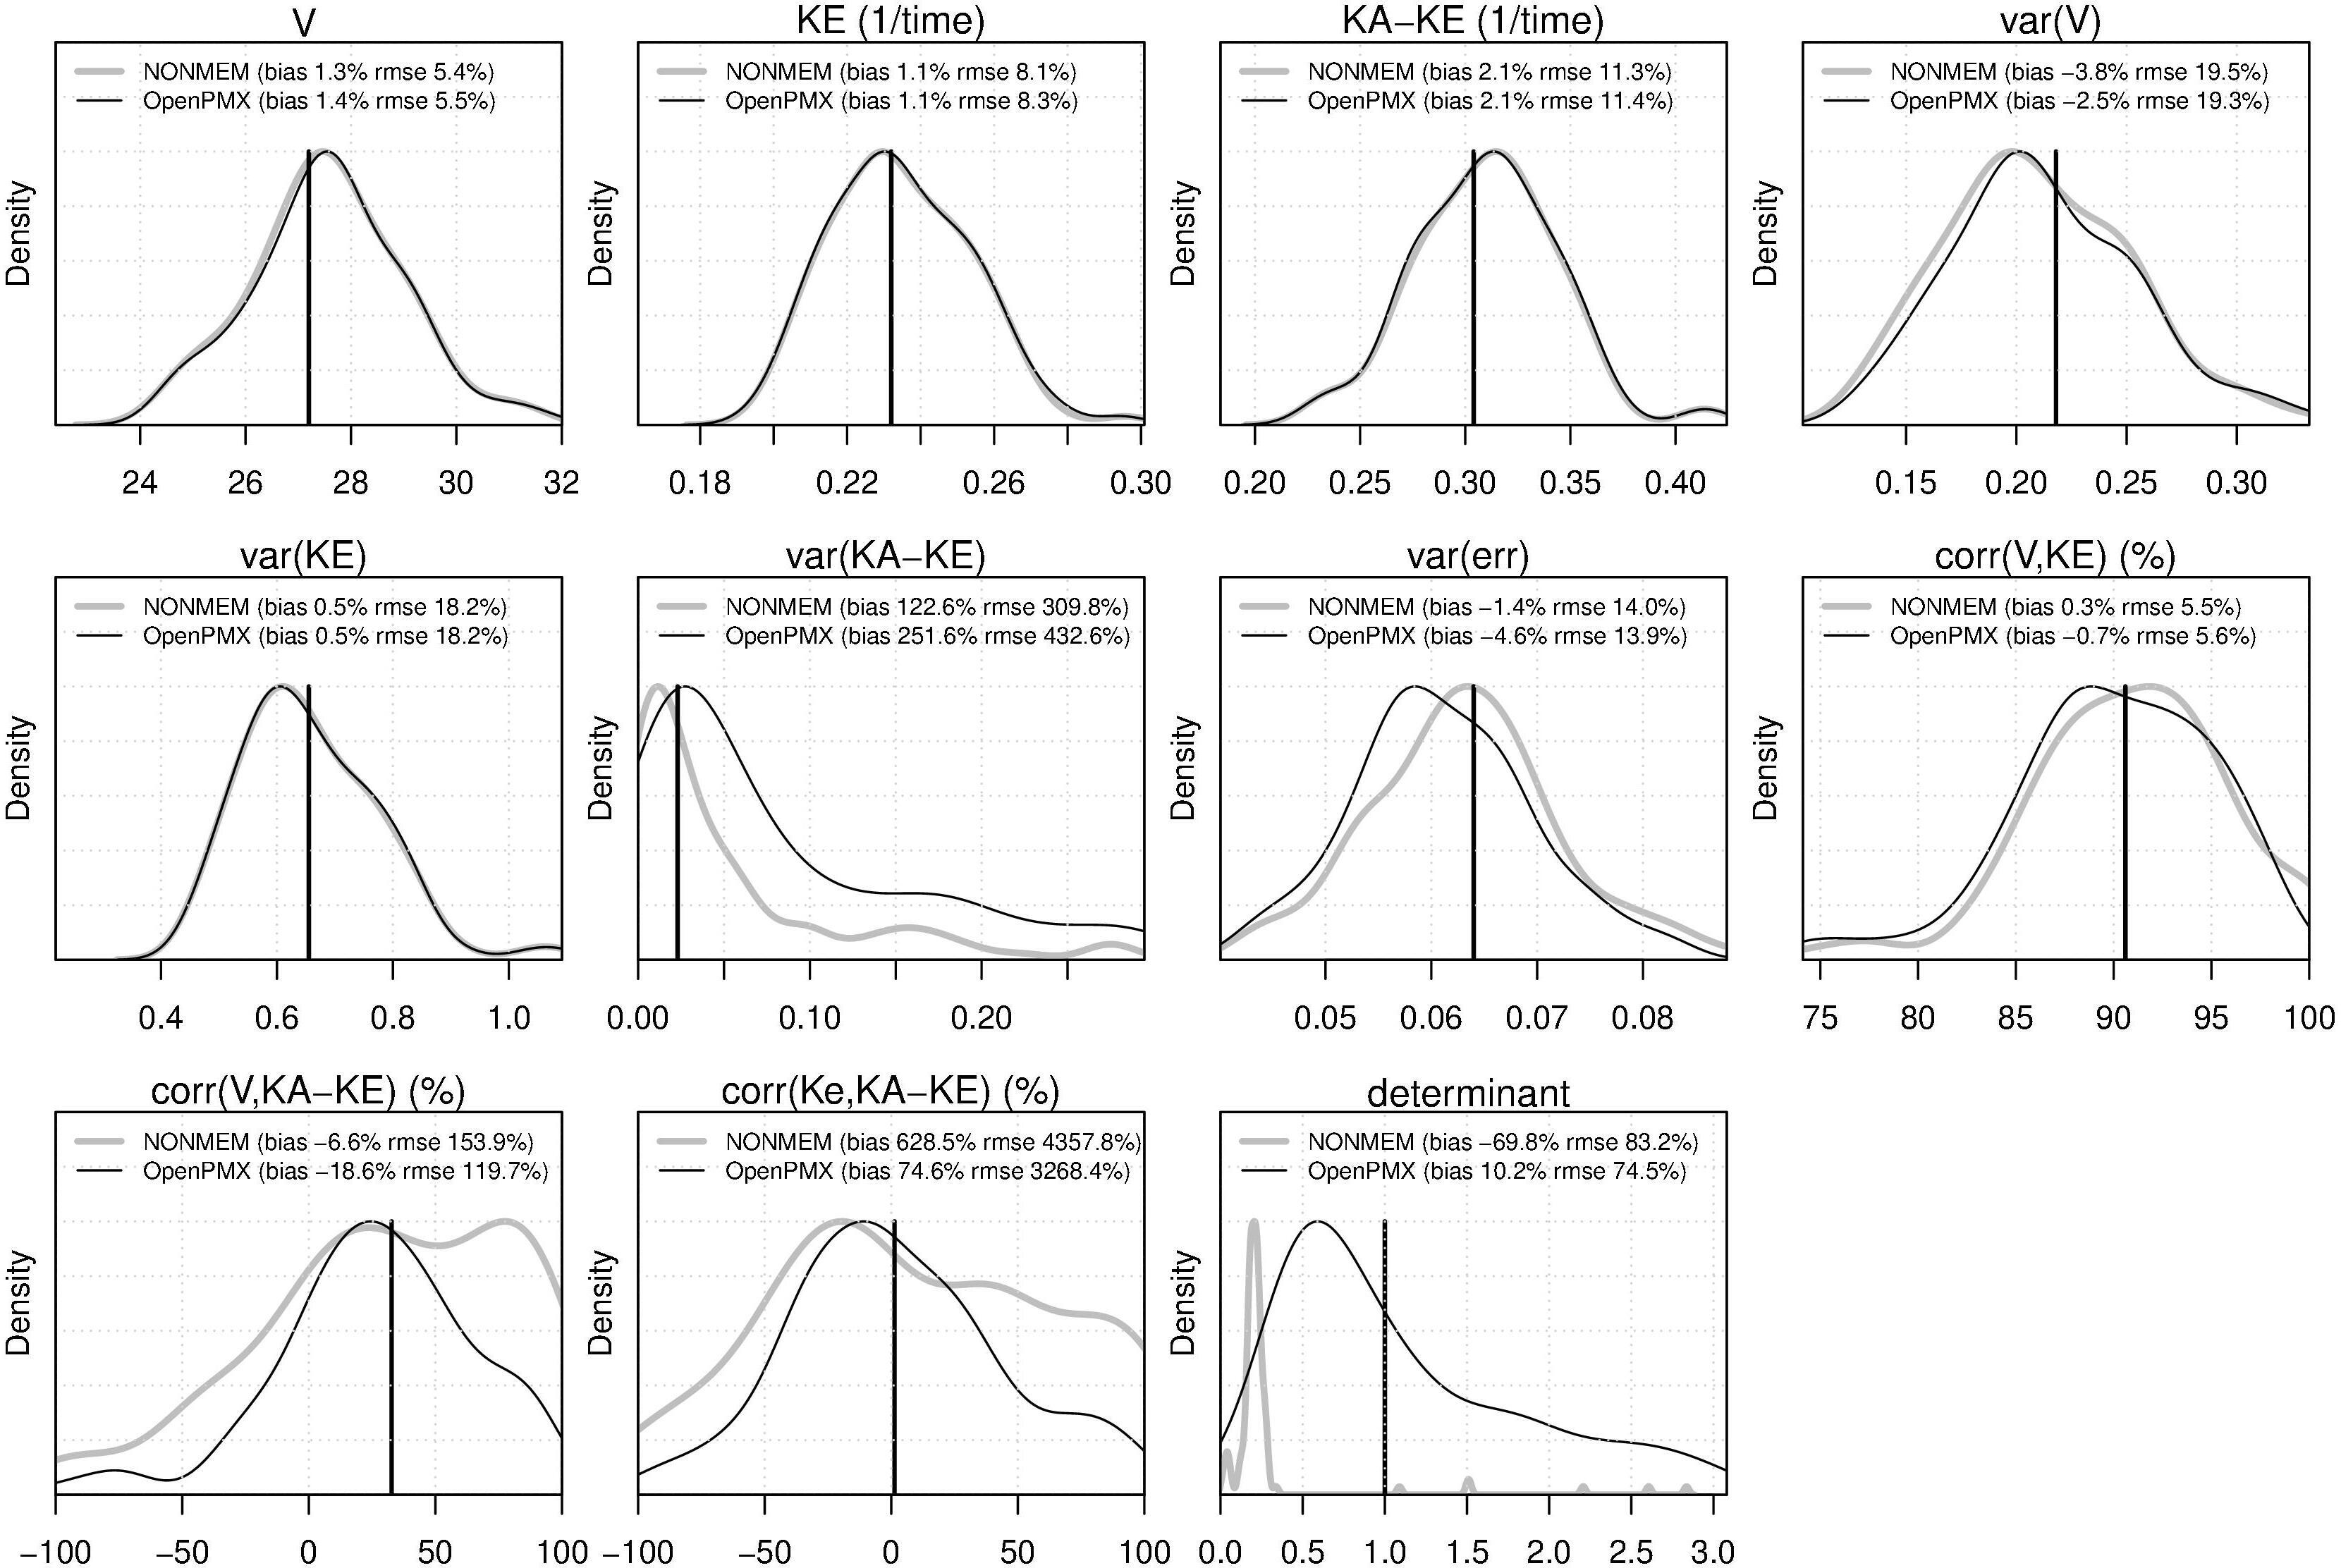 V
NONMEM (bias 1.3% rmse 5.4%)
OpenPMX (bias 1.4% rmse 5.5%)
Density
24 26 28 30 32
KE (1/time)
NONMEM (bias 1.1% rmse 8.1%)
OpenPMX (bias 1.1% rmse 8.3%)
Density
0.18 0.22 0.26 0.30
KA−KE (1/time)
NONMEM (bias 2.1% rmse 11.3%)
OpenPMX (bias 2.1% rmse 11.4%)
Density
0.20 0.25 0.30 0.35 0.40
var(V)
NONMEM (bias −3.8% rmse 19.5%)
OpenPMX (bias −2.5% rmse 19.3%)
Density
0.15 0.20 0.25 0.30
var(KE)
NONMEM (bias 0.5% rmse 18.2%)
OpenPMX (bias 0.5% rmse 18.2%)
Density
0.4 0.6 0.8 1.0
var(KA−KE)
NONMEM (bias 122.6% rmse 309.8%)
OpenPMX (bias 251.6% rmse 432.6%)
Density
0.00 0.10 0.20
var(err)
NONMEM (bias −1.4% rmse 14.0%)
OpenPMX (bias −4.6% rmse 13.9%)
Density
0.05 0.06 0.07 0.08
corr(V,KE) (%)
NONMEM (bias 0.3% rmse 5.5%)
OpenPMX (bias −0.7% rmse 5.6%)
Density
75 80 85 90 95 100
corr(V,KA−KE) (%)
NONMEM (bias −6.6% rmse 153.9%)
OpenPMX (bias −18.6% rmse 119.7%)
Density
−100 −50 0 50 100
corr(Ke,KA−KE) (%)
NONMEM (bias 628.5% rmse 4357.8%)
OpenPMX (bias 74.6% rmse 3268.4%)
Density
−100 −50 0 50 100
determinant
NONMEM (bias −69.8% rmse 83.2%)
OpenPMX (bias 10.2% rmse 74.5%)
Density
0.0 0.5 1.0 1.5 2.0 2.5 3.0